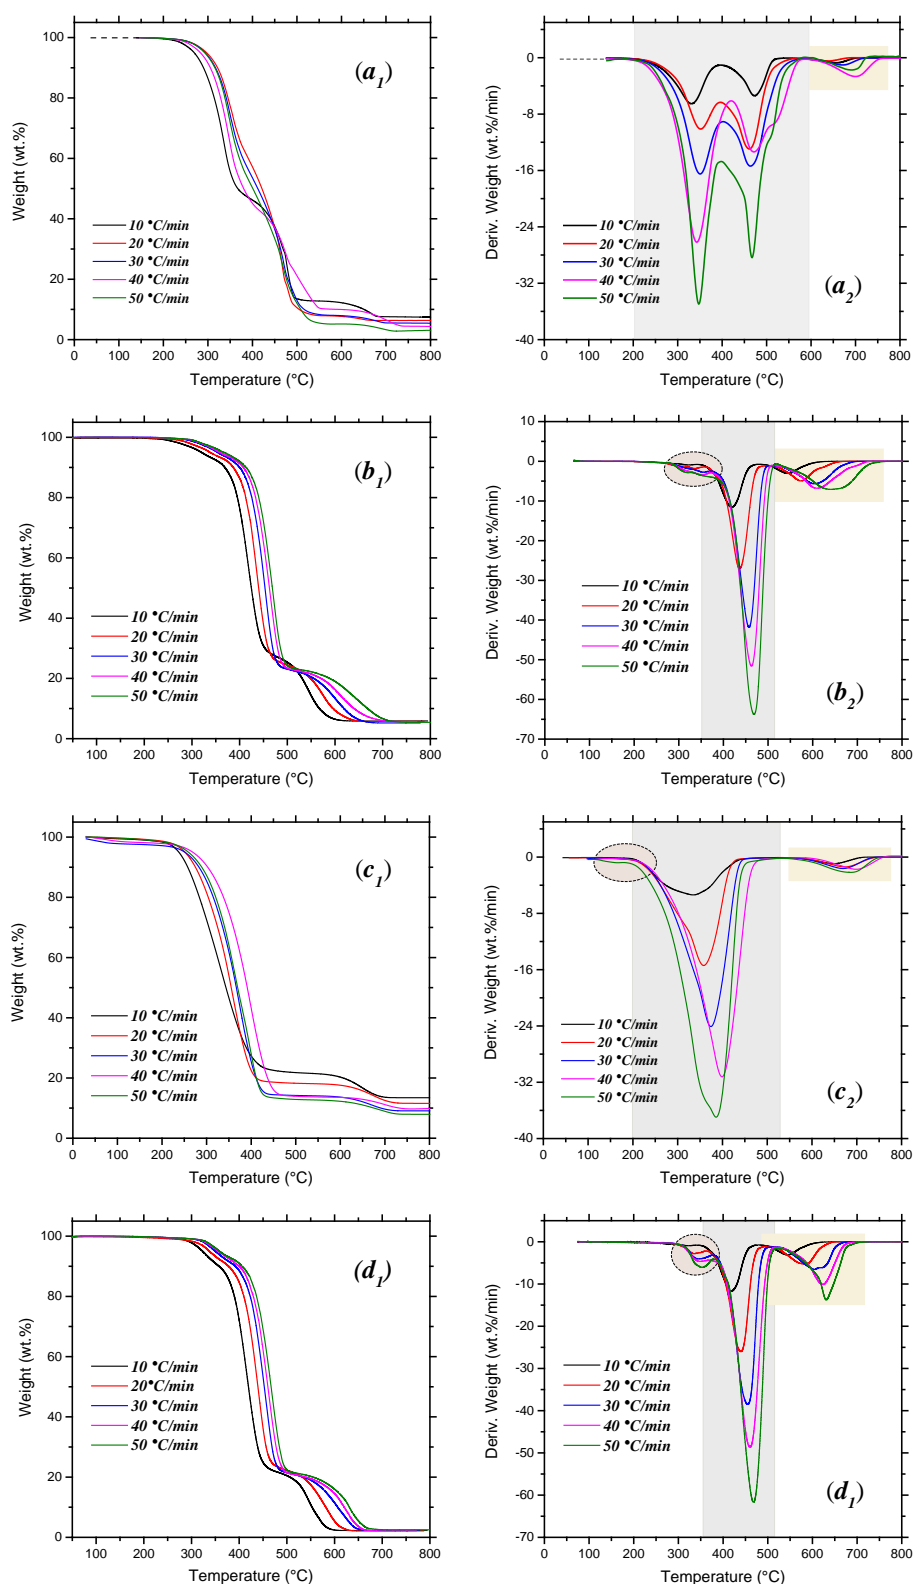 100
80
60
40
20
0
Weight (wt.%)
(a1)
10 °C/min
20 °C/min
30 °C/min
40 °C/min
50 °C/min
0 100 200 300 400 500 600 700 800
Temperature (°C)
0
-8
-16
-24
-32
-40
Deriv. Weight (wt.%/min)
10 °C/min
20 °C/min
30 °C/min
40 °C/min
50 °C/min
(a2)
0 100 200 300 400 500 600 700 800
Temperature (°C)
100
80
60
40
20
0
Weight (wt.%)
(b1)
10 °C/min
20 °C/min
30 °C/min
40 °C/min
50 °C/min
100 200 300 400 500 600 700 800
Temperature (°C)
10
0
-10
-20
-30
-40
-50
-60
-70
Deriv. Weight (wt.%/min)
10 °C/min
20 °C/min
30 °C/min
40 °C/min
50 °C/min
(b2)
0 100 200 300 400 500 600 700 800
Temperature (°C)
100
80
60
40
20
0
Weight (wt.%)
(c1)
10 °C/min
20 °C/min
30 °C/min
40 °C/min
50 °C/min
0 100 200 300 400 500 600 700 800
Temperature (°C)
0
-8
-16
-24
-32
-40
Deriv. Weight (wt.%/min)
10 °C/min
20 °C/min
30 °C/min
40 °C/min
50 °C/min
(c2)
0 100 200 300 400 500 600 700 800
Temperature (°C)
100
80
60
40
20
0
Weight (wt.%)
(d1)
10 °C/min
20°C/min
30 °C/min
40 °C/min
50 °C/min
100 200 300 400 500 600 700 800
Temperature (°C)
0
-10
-20
-30
-40
-50
-60
-70
Deriv. Weight (wt.%/min)
10 °C/min
20 °C/min
30 °C/min
40 °C/min
50 °C/min
(d1)
0 100 200 300 400 500 600 700 800
Temperature (°C)